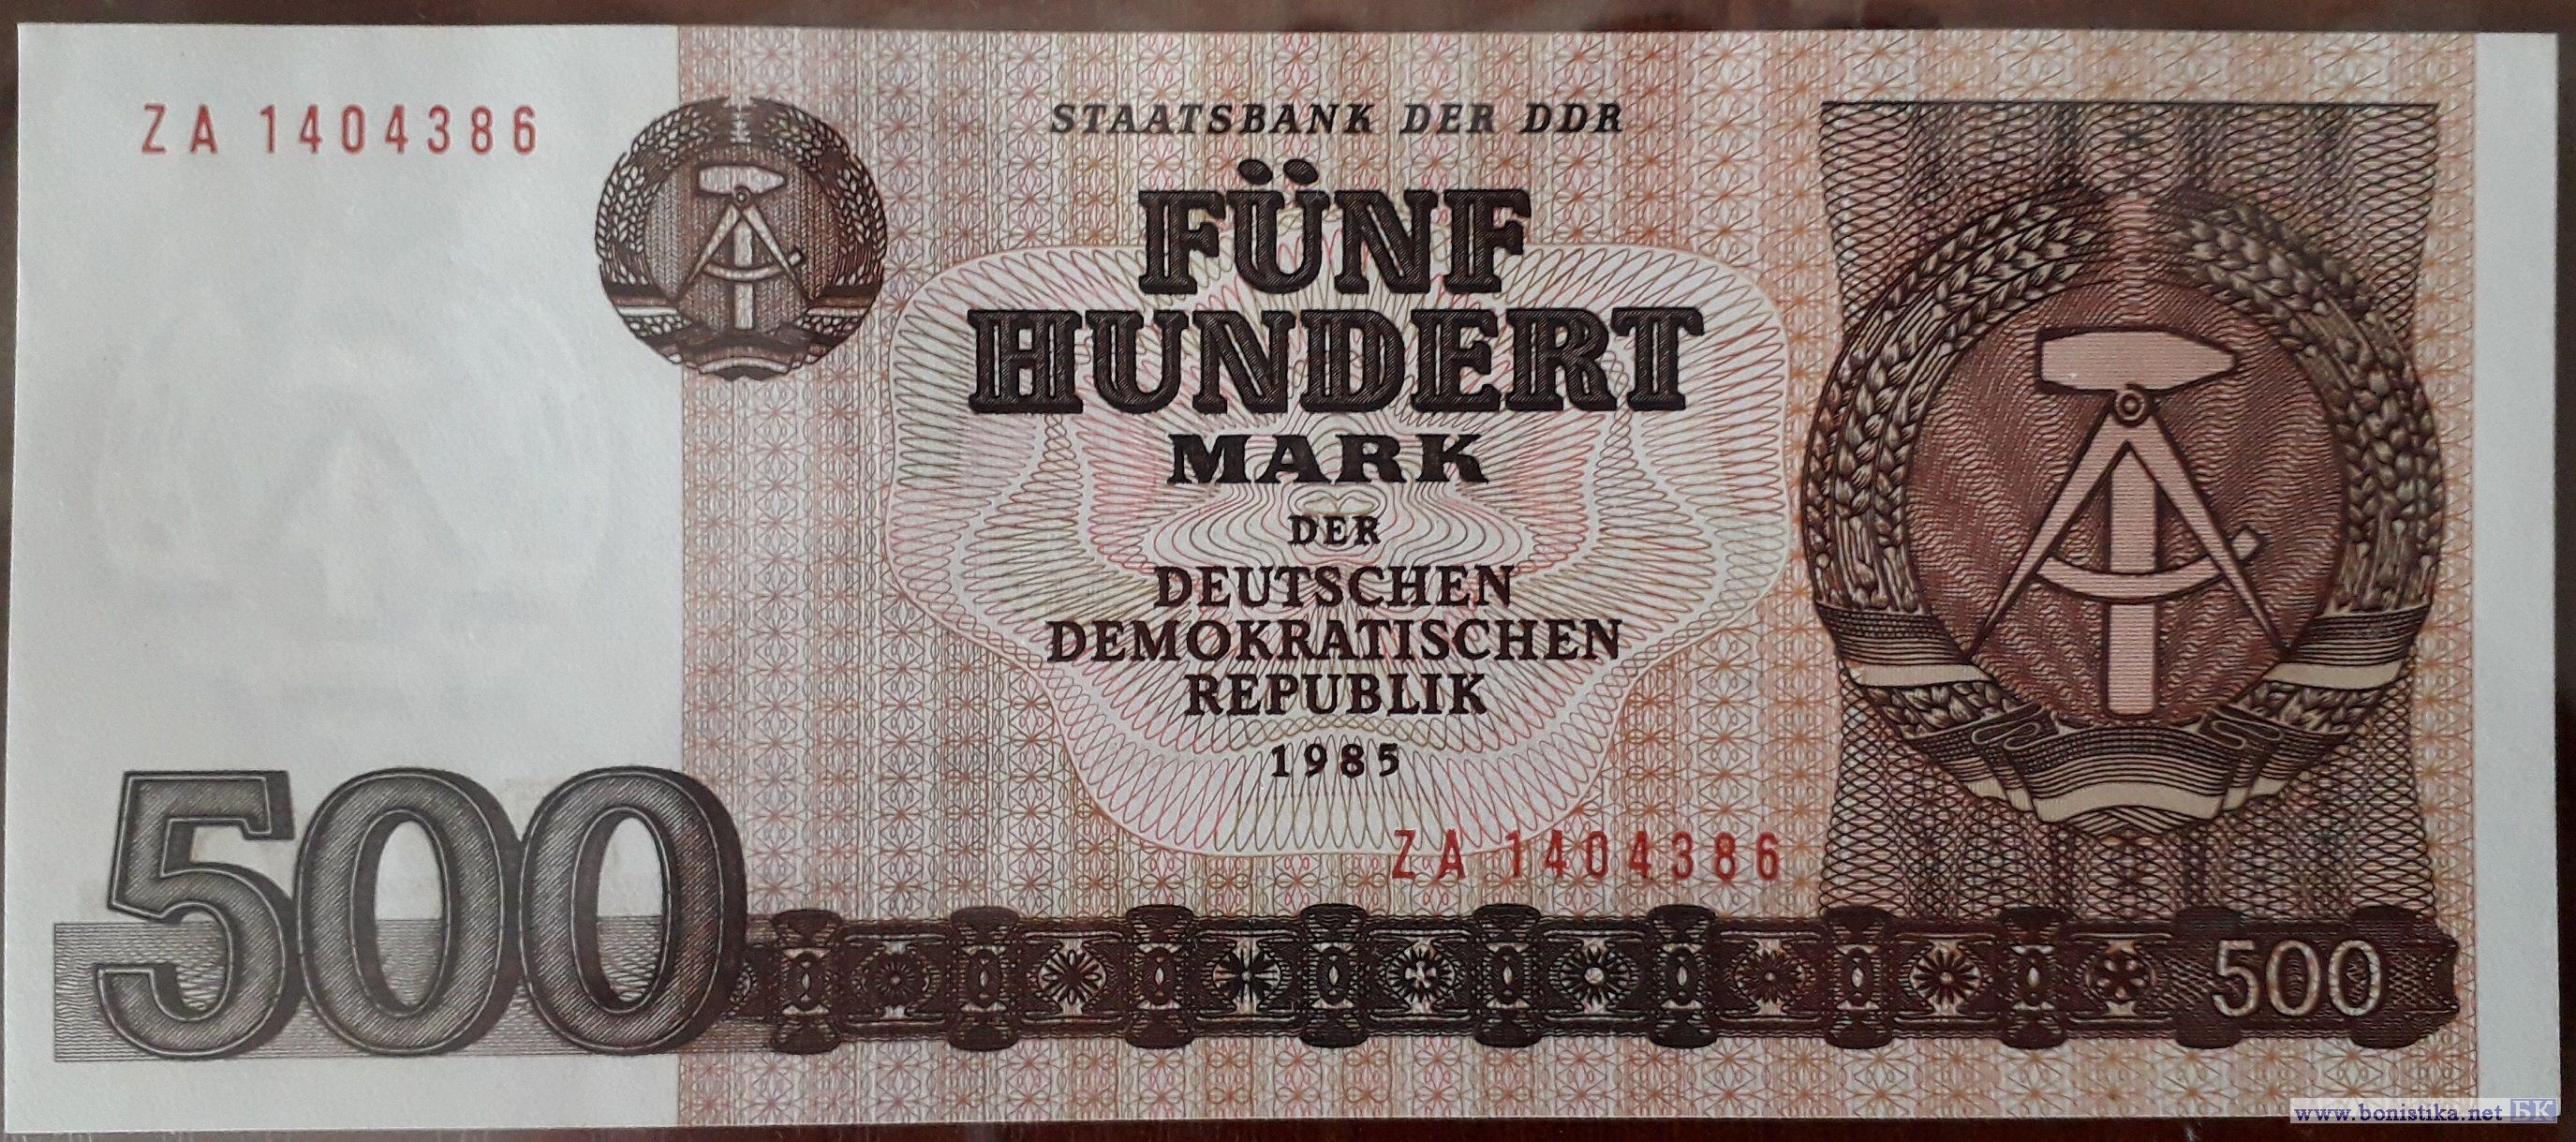 ZA 1404386
STAATSBANK DER DDR
FÜNF
HUNDERT
MARK
DER
DEUTSCHEN
DEMOKRATISCHEN
REPUBLIK
1985
ZA 1404386
500
500
www.bonistika.net БК